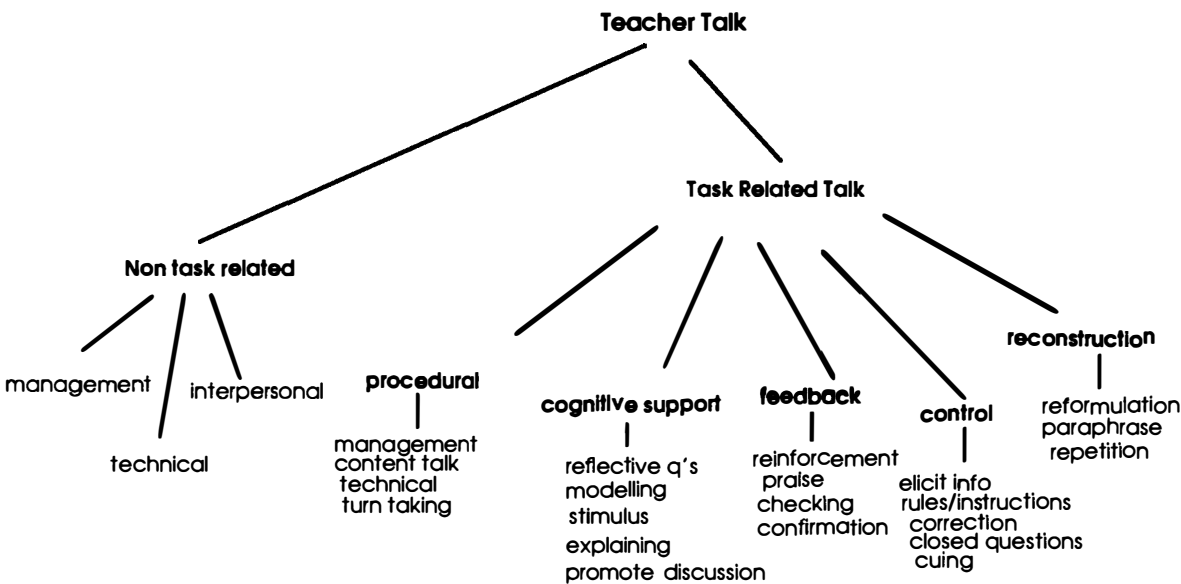 Teacher Talk
Task Related Talk
Non task related
management
technical
interpersonal
procedural
management
content talk
technical
turn taking
cognitive support
reflective q's
modelling
stimulus
explaining
promote discussion
feedback
reinforcement
praise
checking
confirmation
control
elicit info
rules/instructions
correction
closed questions
cuing
reconstruction
reformulation
paraphrase
repetition